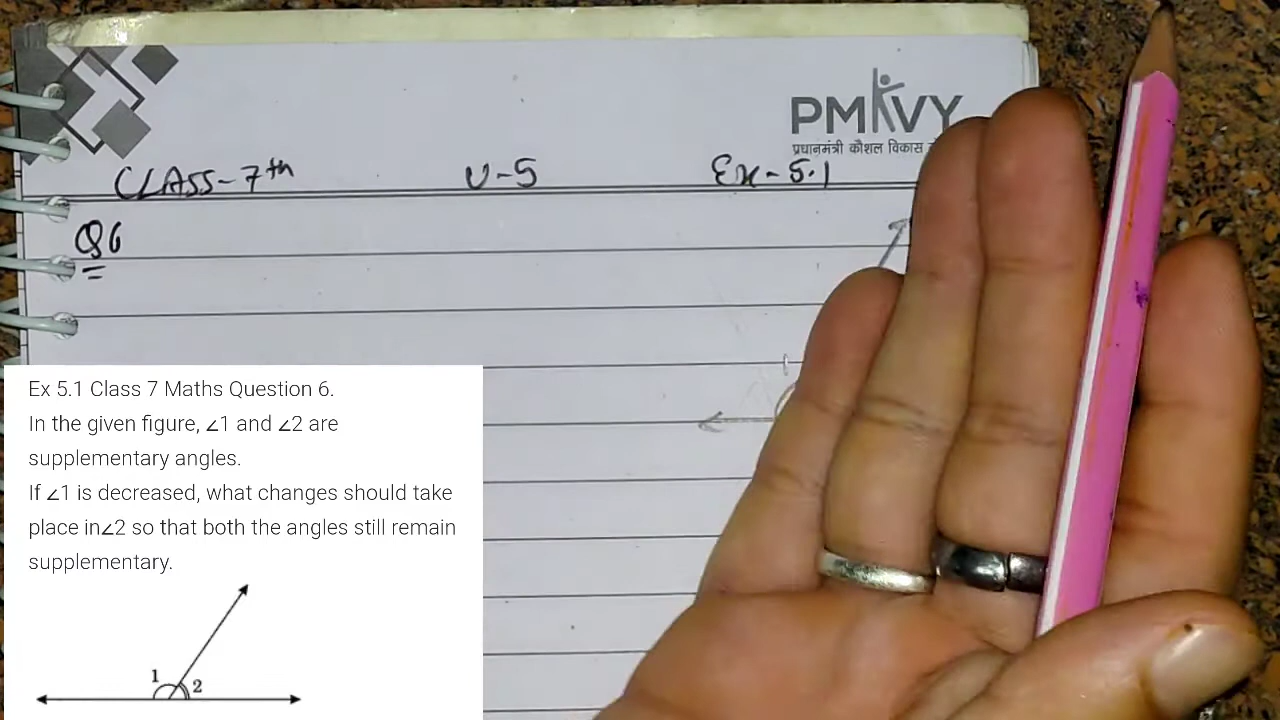 PMKVY
प्रधानमंत्री कौशल विकास
CLASS-7th U-5 Ex-5.1
Q6
1
Ex 5.1 Class 7 Maths Question 6.
In the given figure, ∠1 and ∠2 are
supplementary angles.
If ∠1 is decreased, what changes should take
place in∠2 so that both the angles still remain
supplementary.
1
2